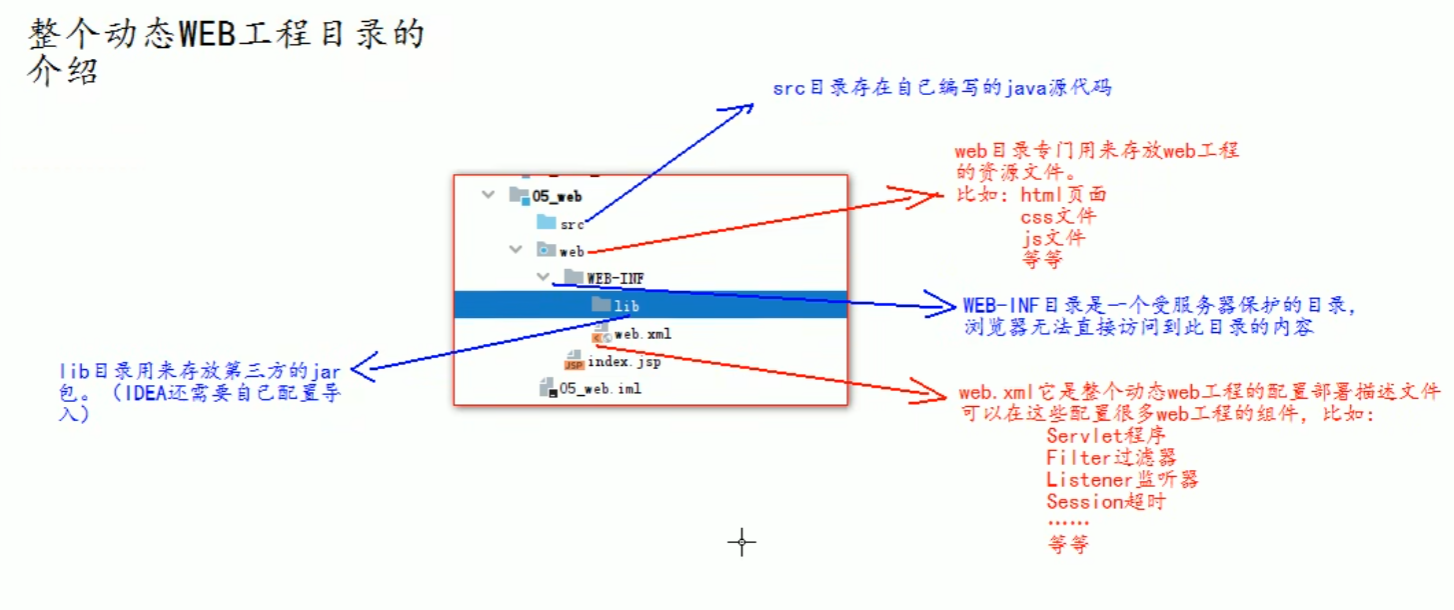 整个动态WEB工程目录的
介绍
src目录存在自己编写的java源代码
web目录专门用来存放web工程
的资源文件。
比如：html页面
css文件
js文件
等等
05_web
src
web
WEB-INF
lib
web.xml
index.jsp
05_web.iml
WEB-INF目录是一个受服务器保护的目录，
浏览器无法直接访问到此目录的内容
lib目录用来存放第三方的jar
包。（IDEA还需要自己配置导
入）
web.xml它是整个动态web工程的配置部署描述文件
可以在这些配置很多web工程的组件，比如：
Servlet程序
Filter过滤器
Listener监听器
Session超时
……
等等